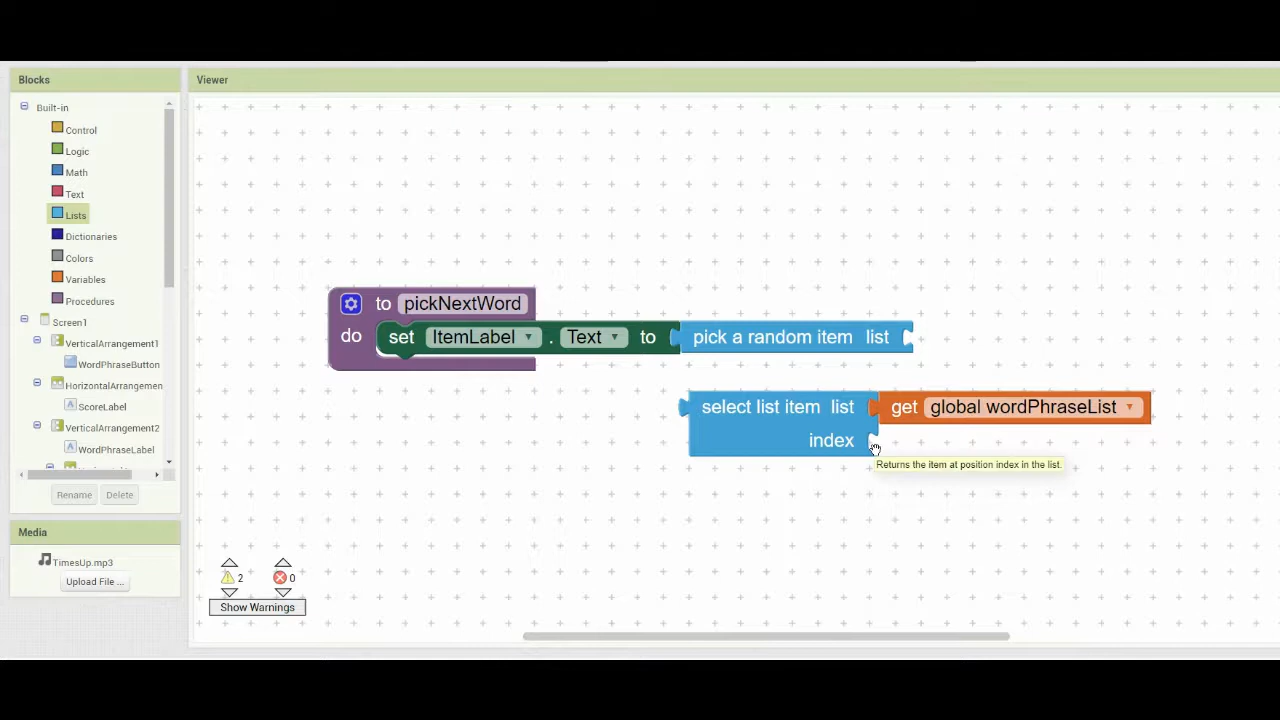 Blocks
Viewer
Built-in
Control
Logic
Math
Text
Lists
Dictionaries
Colors
Variables
Procedures
Screen1
VerticalArrangement1
WordPhraseButton
HorizontalArrangemen
ScoreLabel
VerticalArrangement2
WordPhraseLabel
Rename
Delete
Media
TimesUp.mp3
Upload File ...
to pickNextWord
do set ItemLabel . Text to pick a random item list
select list item list get global wordPhraseList
index
Returns the item at position index in the list.
2 0
Show Warnings